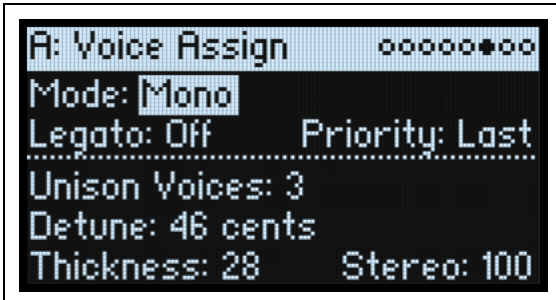 A: Voice Assign
Mode: Mono
Legato: Off Priority: Last
Unison Voices: 3
Detune: 46 cents
Thickness: 28 Stereo: 100